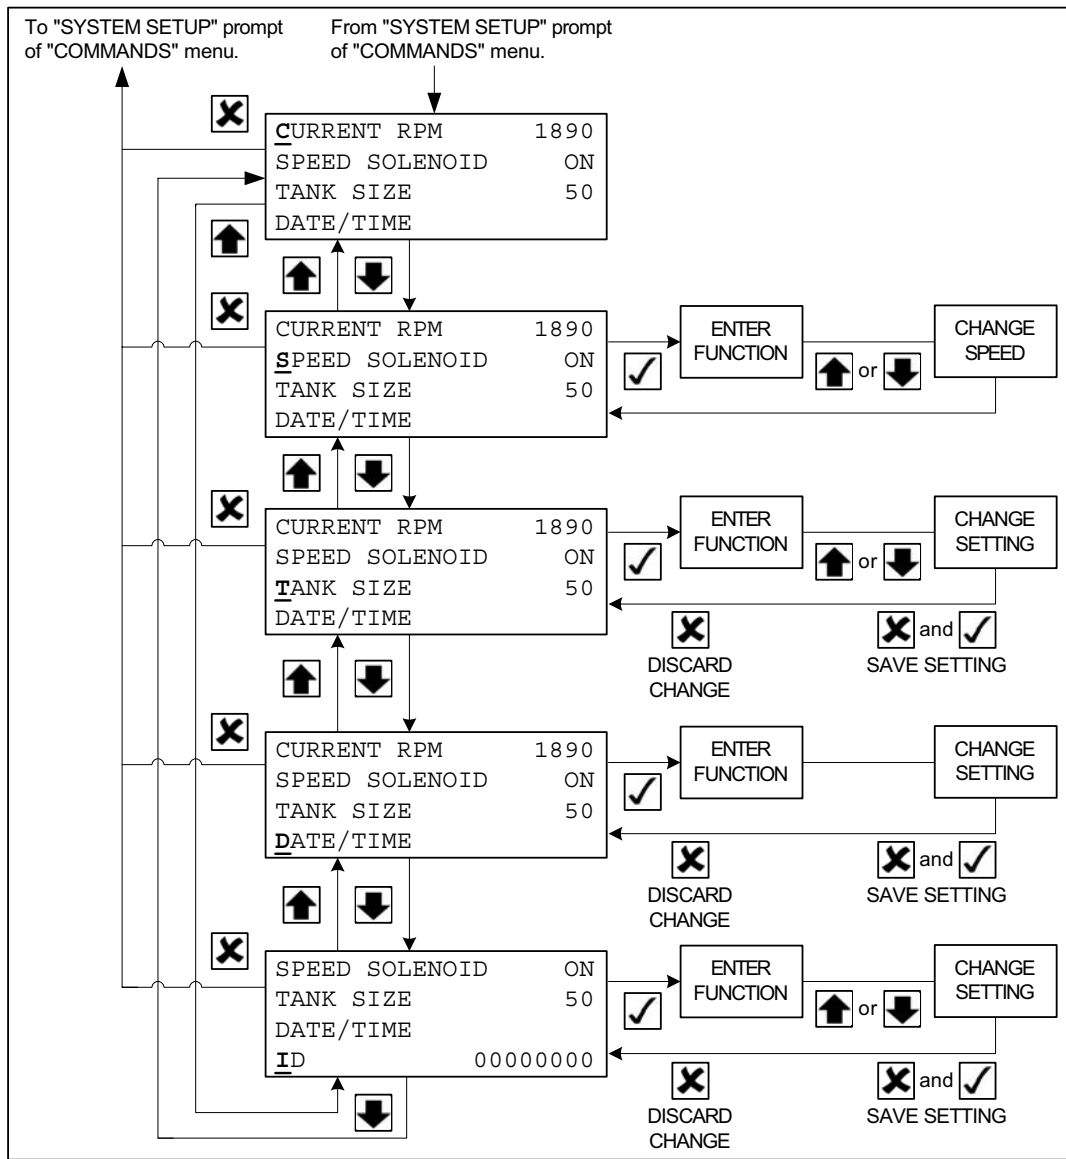 To "SYSTEM SETUP" prompt
of "COMMANDS" menu.
From "SYSTEM SETUP" prompt
of "COMMANDS" menu.
CURRENT RPM 1890
SPEED SOLENOID ON
TANK SIZE 50
DATE/TIME
CURRENT RPM 1890
SPEED SOLENOID ON
TANK SIZE 50
DATE/TIME
ENTER
FUNCTION
or
CHANGE
SPEED
CURRENT RPM 1890
SPEED SOLENOID ON
TANK SIZE 50
DATE/TIME
ENTER
FUNCTION
or
CHANGE
SETTING
DISCARD
CHANGE
and
SAVE SETTING
CURRENT RPM 1890
SPEED SOLENOID ON
TANK SIZE 50
DATE/TIME
ENTER
FUNCTION
CHANGE
SETTING
DISCARD
CHANGE
and
SAVE SETTING
SPEED SOLENOID ON
TANK SIZE 50
DATE/TIME
ID 00000000
ENTER
FUNCTION
or
CHANGE
SETTING
DISCARD
CHANGE
and
SAVE SETTING